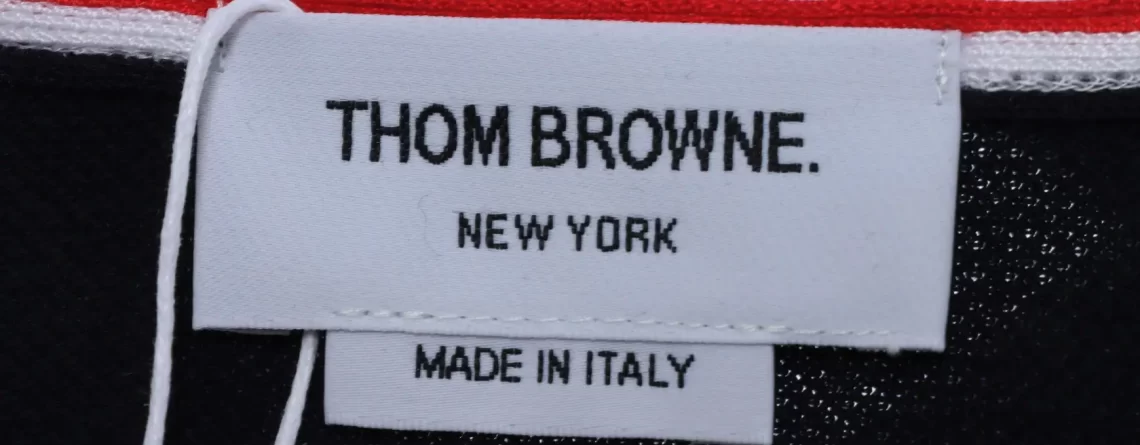 THOM BROWNE.
NEW YORK
MADE IN ITALY